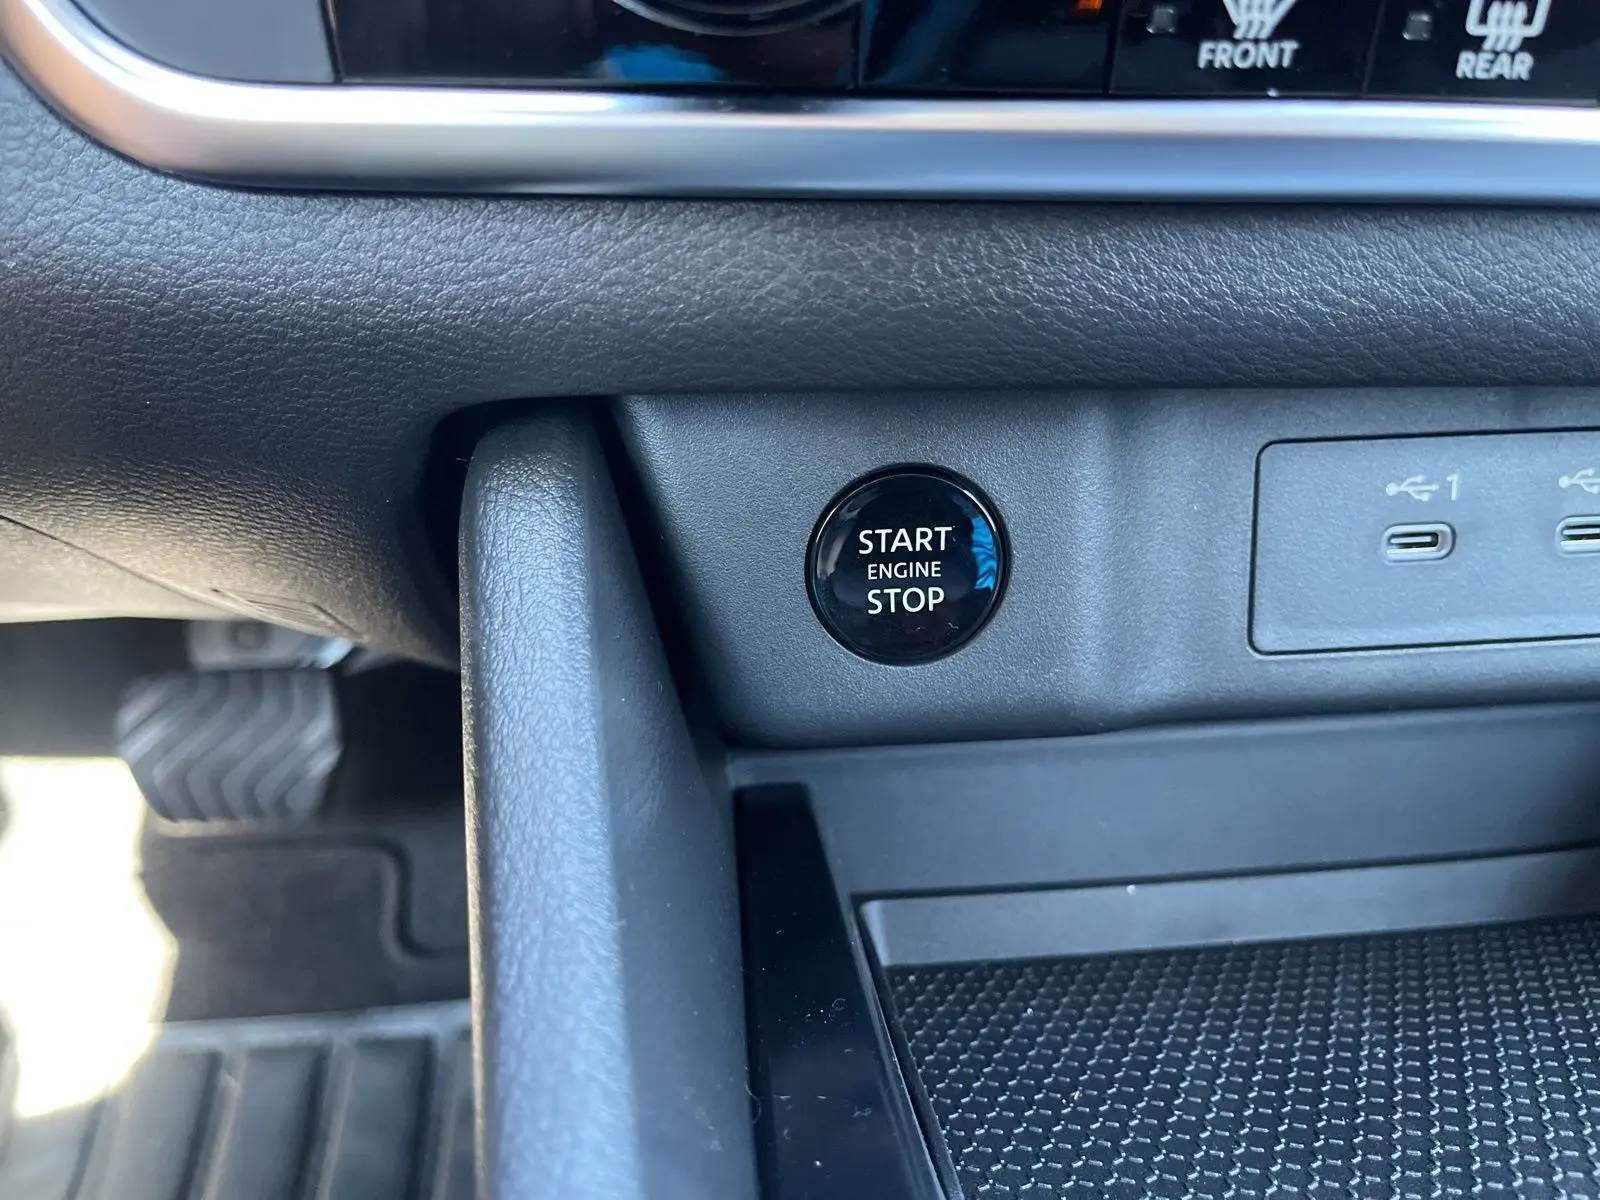 FRONT
REAR
START
ENGINE
STOP
1